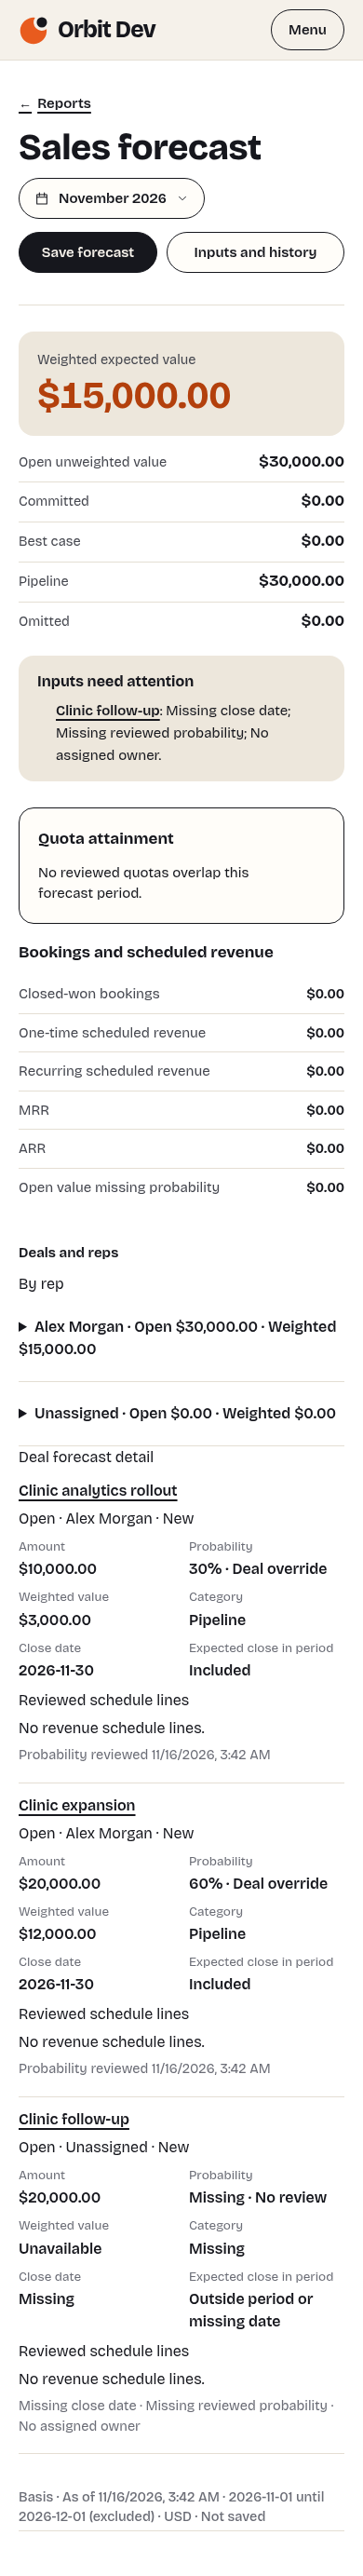 Orbit Dev
Menu
← Reports
Sales forecast
November 2026
Save forecast
Inputs and history
Weighted expected value
$15,000.00
Open unweighted value $30,000.00
Committed $0.00
Best case $0.00
Pipeline $30,000.00
Omitted $0.00
Inputs need attention
Clinic follow-up: Missing close date;
Missing reviewed probability; No
assigned owner.
Quota attainment
No reviewed quotas overlap this
forecast period.
Bookings and scheduled revenue
Closed-won bookings $0.00
One-time scheduled revenue $0.00
Recurring scheduled revenue $0.00
MRR $0.00
ARR $0.00
Open value missing probability $0.00
Deals and reps
By rep
▶ Alex Morgan · Open $30,000.00 · Weighted
$15,000.00
▶ Unassigned · Open $0.00 · Weighted $0.00
Deal forecast detail
Clinic analytics rollout
Open · Alex Morgan · New
Amount Probability
$10,000.00 30% · Deal override
Weighted value Category
$3,000.00 Pipeline
Close date Expected close in period
2026-11-30 Included
Reviewed schedule lines
No revenue schedule lines.
Probability reviewed 11/16/2026, 3:42 AM
Clinic expansion
Open · Alex Morgan · New
Amount Probability
$20,000.00 60% · Deal override
Weighted value Category
$12,000.00 Pipeline
Close date Expected close in period
2026-11-30 Included
Reviewed schedule lines
No revenue schedule lines.
Probability reviewed 11/16/2026, 3:42 AM
Clinic follow-up
Open · Unassigned · New
Amount Probability
$20,000.00 Missing · No review
Weighted value Category
Unavailable Missing
Close date Expected close in period
Missing Outside period or
missing date
Reviewed schedule lines
No revenue schedule lines.
Missing close date · Missing reviewed probability ·
No assigned owner
Basis · As of 11/16/2026, 3:42 AM · 2026-11-01 until
2026-12-01 (excluded) · USD · Not saved